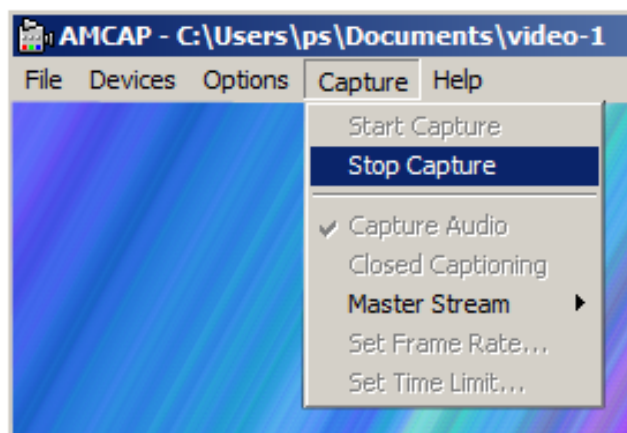 AMCAP - C:\Users\ps\Documents\video-1
File Devices Options Capture Help
Start Capture
Stop Capture
Capture Audio
Closed Captioning
Master Stream
Set Frame Rate...
Set Time Limit...